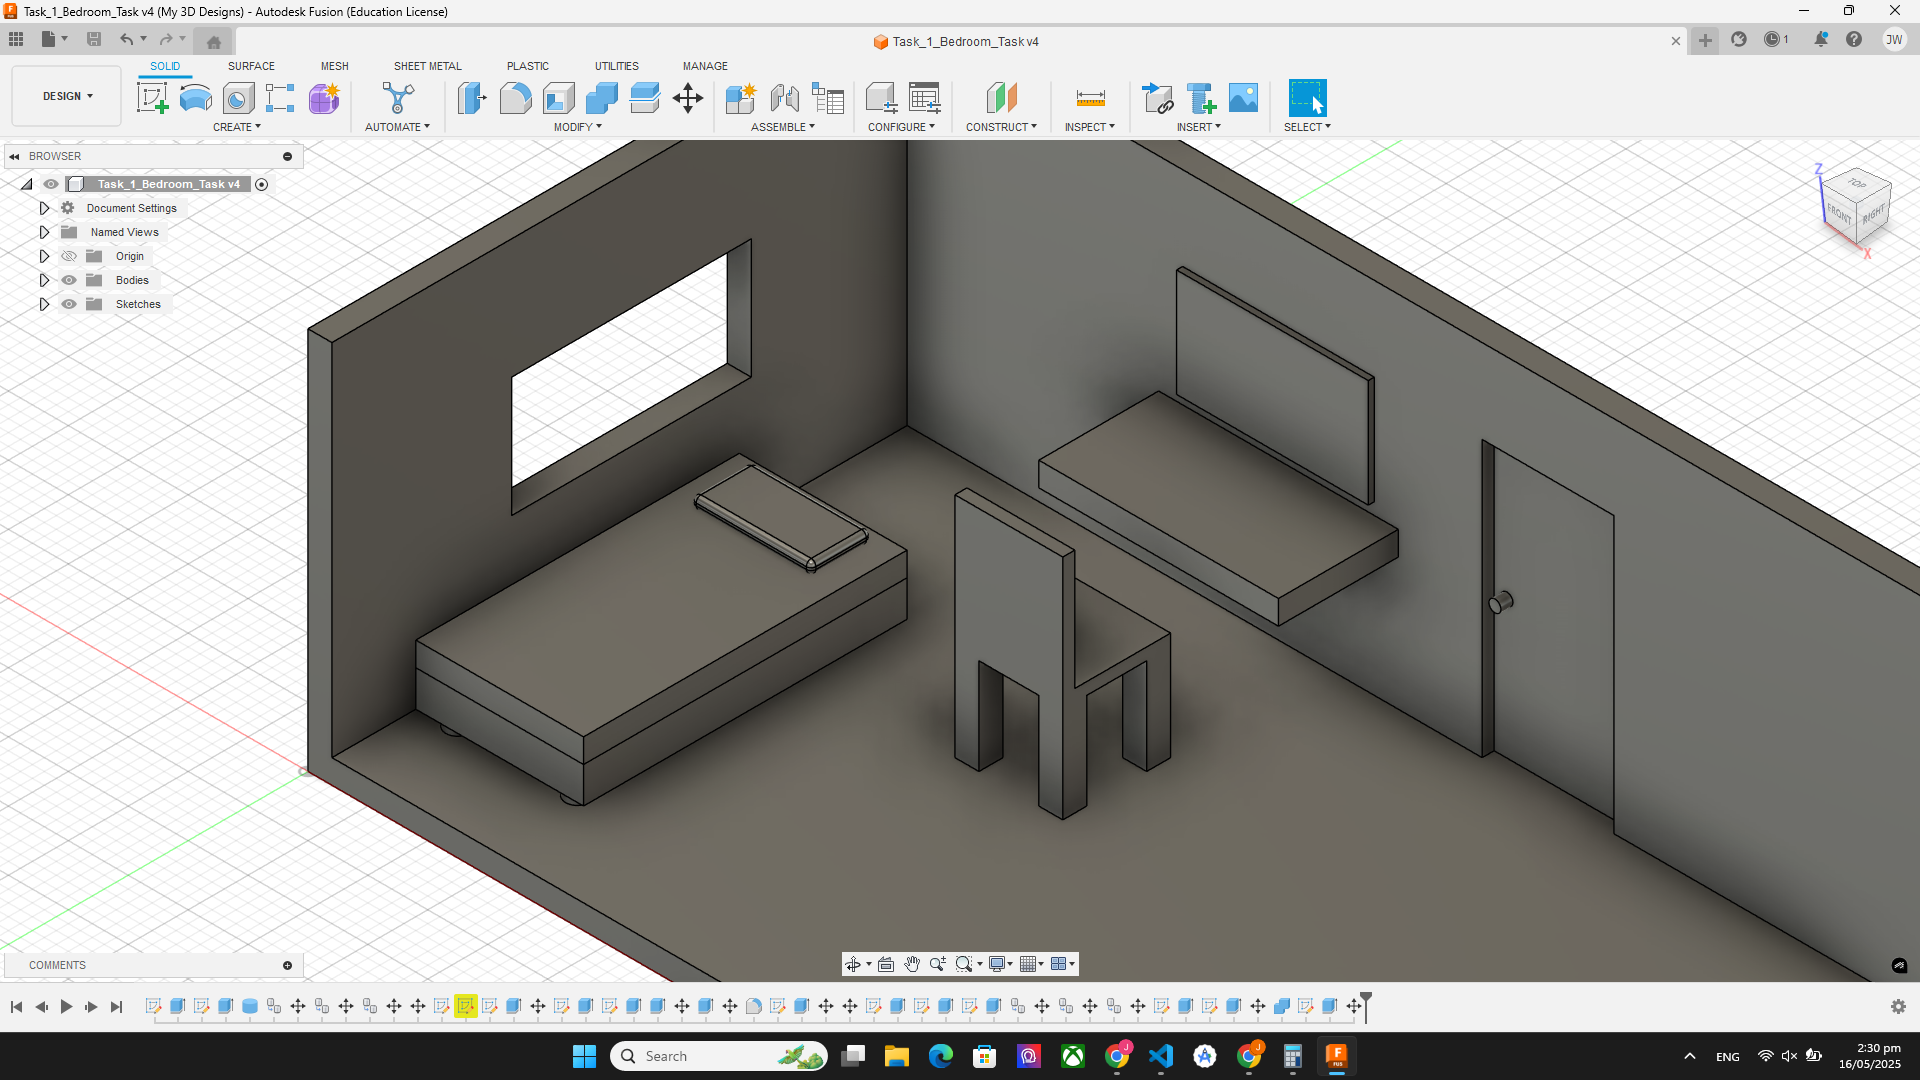 Task_1_Bedroom_Task v4 (My 3D Designs) - Autodesk Fusion (Education License)
Task_1_Bedroom_Task v4
1
JW
DESIGN
SOLID
SURFACE
MESH
SHEET METAL
PLASTIC
UTILITIES
MANAGE
CREATE
AUTOMATE
MODIFY
ASSEMBLE
CONFIGURE
CONSTRUCT
INSPECT
INSERT
SELECT
BROWSER
Task_1_Bedroom_Task v4
Document Settings
Named Views
Origin
Bodies
Sketches
Z
TOP
FRONT
RIGHT
X
COMMENTS
Search
ENG
2:30 pm
16/05/2025